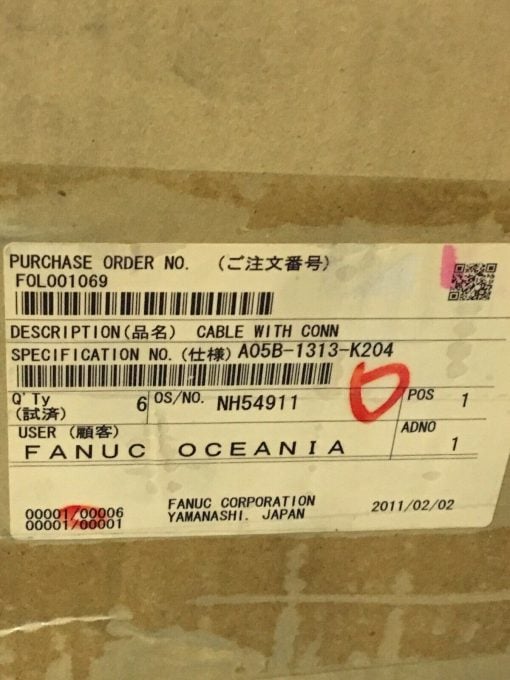 PURCHASE ORDER NO. (ご注文番号)
FOL001069
DESCRIPTION(品名) CABLE WITH CONN
SPECIFICATION NO.(仕様) A05B-1313-K204
Q'Ty 6 OS/NO. NH54911 POS 1
(試済)
USER (顧客) ADNO
FANUC OCEANIA 1
00001/00006 FANUC CORPORATION 2011/02/02
00001/00001 YAMANASHI. JAPAN